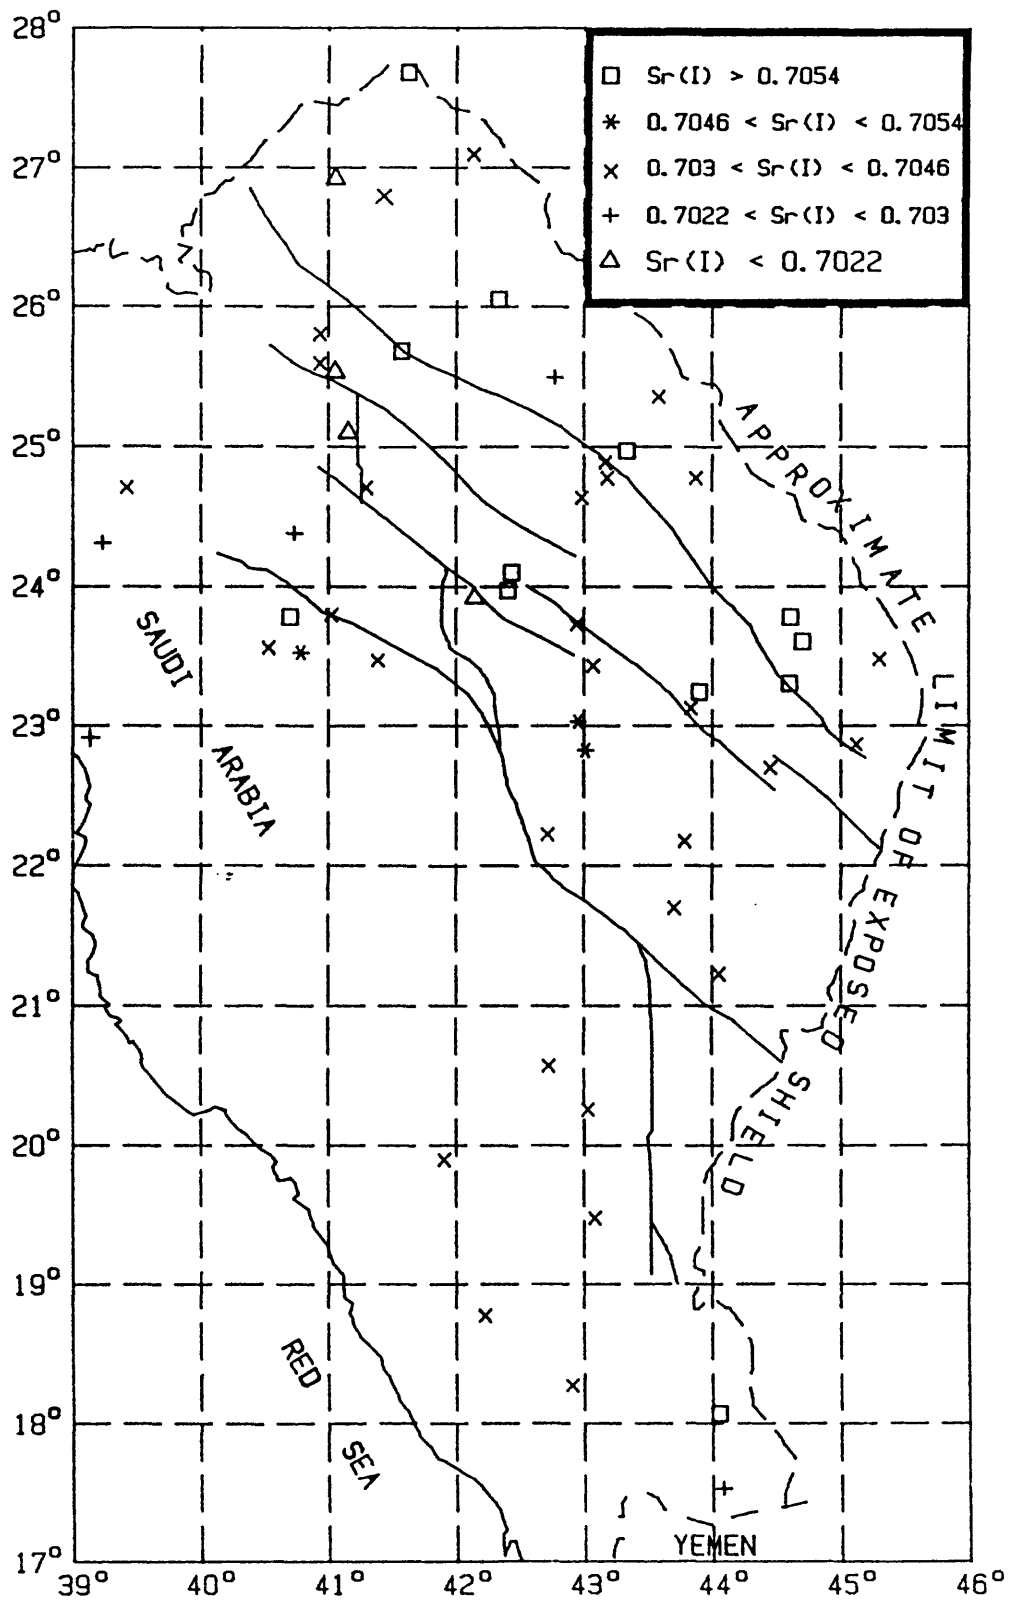 28°
27°
26°
25°
24°
23°
22°
21°
20°
19°
18°
17°
39°
40°
41°
42°
43°
44°
45°
46°
Sr(I) > 0.7054
0.7046 < Sr(I) < 0.7054
0.703 < Sr(I) < 0.7046
0.7022 < Sr(I) < 0.703
Sr(I) < 0.7022
APPROXIMATE LIMIT OF EXPOSED SHIELD
SAUDI
ARABIA
RED
SEA
YEMEN